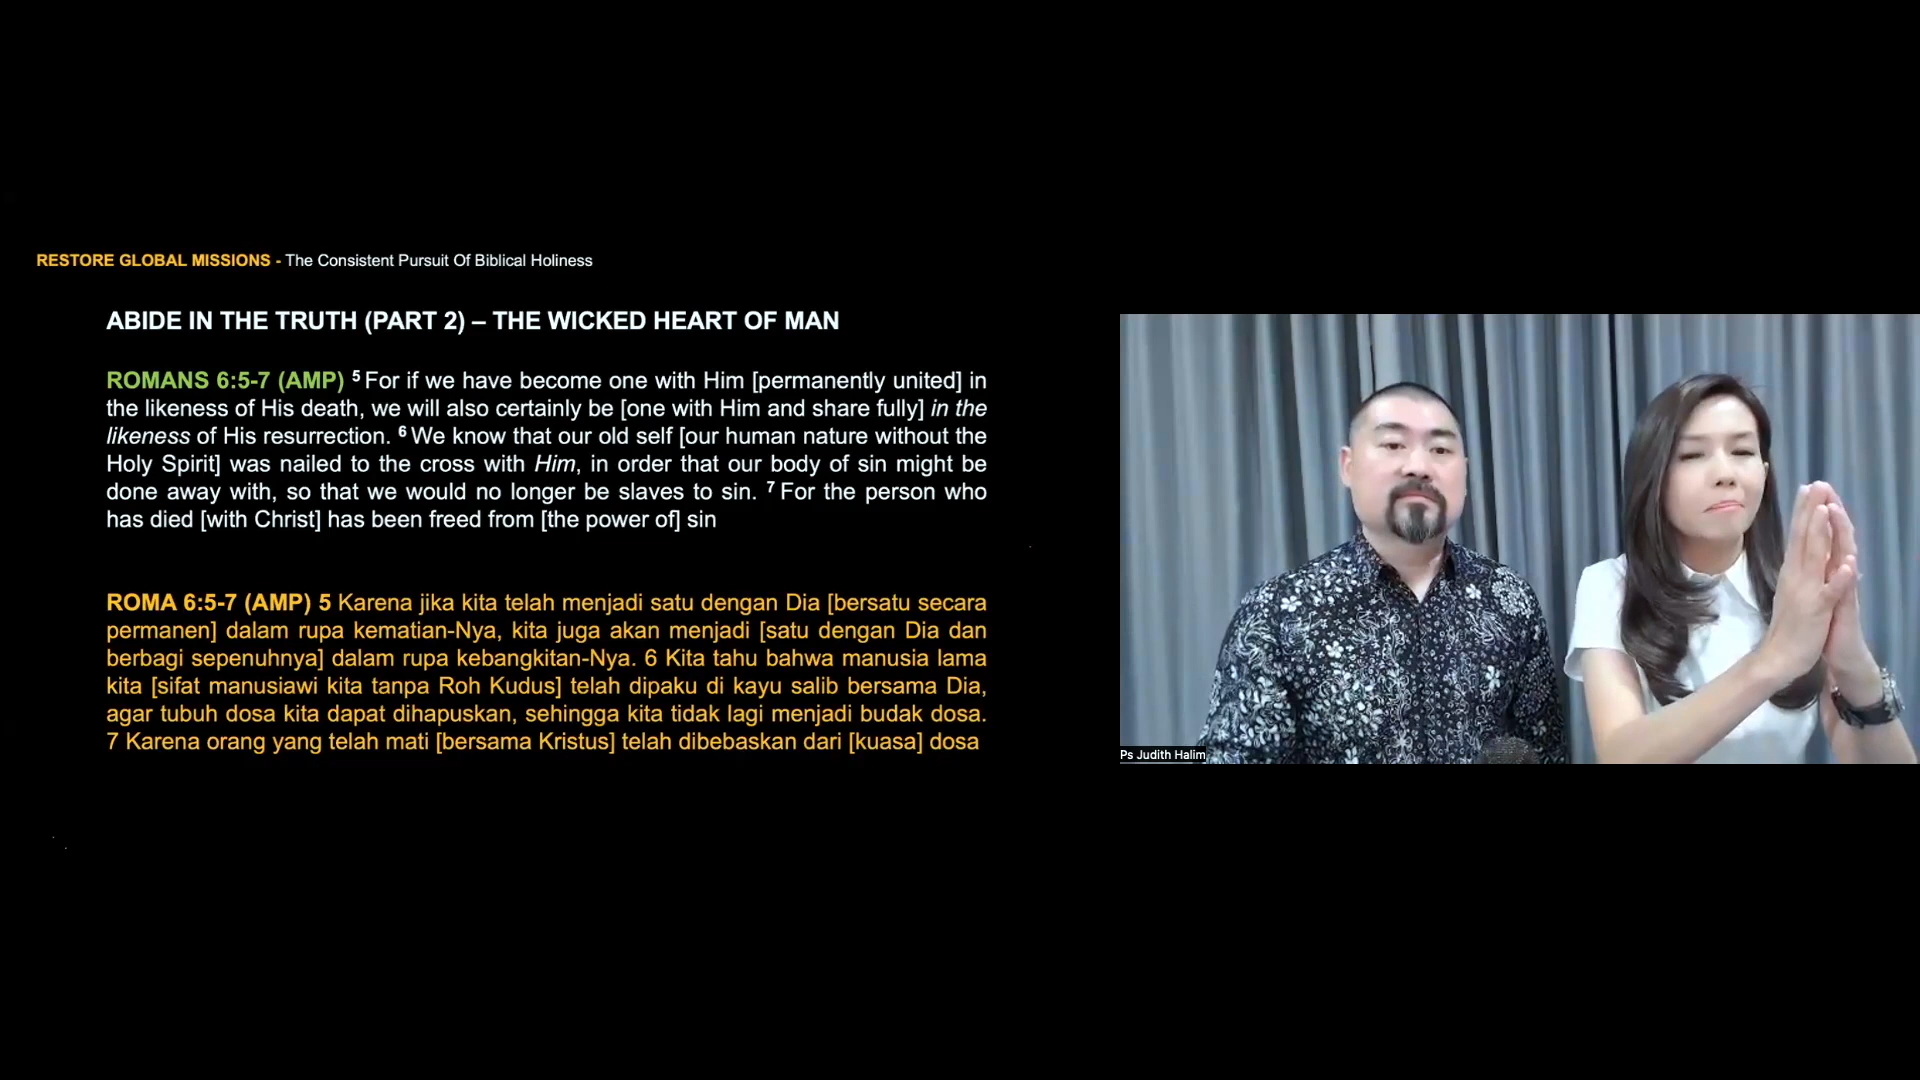 RESTORE GLOBAL MISSIONS - The Consistent Pursuit Of Biblical Holiness
ABIDE IN THE TRUTH (PART 2) – THE WICKED HEART OF MAN
ROMANS 6:5-7 (AMP) 5 For if we have become one with Him [permanently united] in
the likeness of His death, we will also certainly be [one with Him and share fully] in the
likeness of His resurrection. 6 We know that our old self [our human nature without the
Holy Spirit] was nailed to the cross with Him, in order that our body of sin might be
done away with, so that we would no longer be slaves to sin. 7 For the person who
has died [with Christ] has been freed from [the power of] sin
ROMA 6:5-7 (AMP) 5 Karena jika kita telah menjadi satu dengan Dia [bersatu secara
permanen] dalam rupa kematian-Nya, kita juga akan menjadi [satu dengan Dia dan
berbagi sepenuhnya] dalam rupa kebangkitan-Nya. 6 Kita tahu bahwa manusia lama
kita [sifat manusiawi kita tanpa Roh Kudus] telah dipaku di kayu salib bersama Dia,
agar tubuh dosa kita dapat dihapuskan, sehingga kita tidak lagi menjadi budak dosa.
7 Karena orang yang telah mati [bersama Kristus] telah dibebaskan dari [kuasa] dosa
Ps Judith Halim